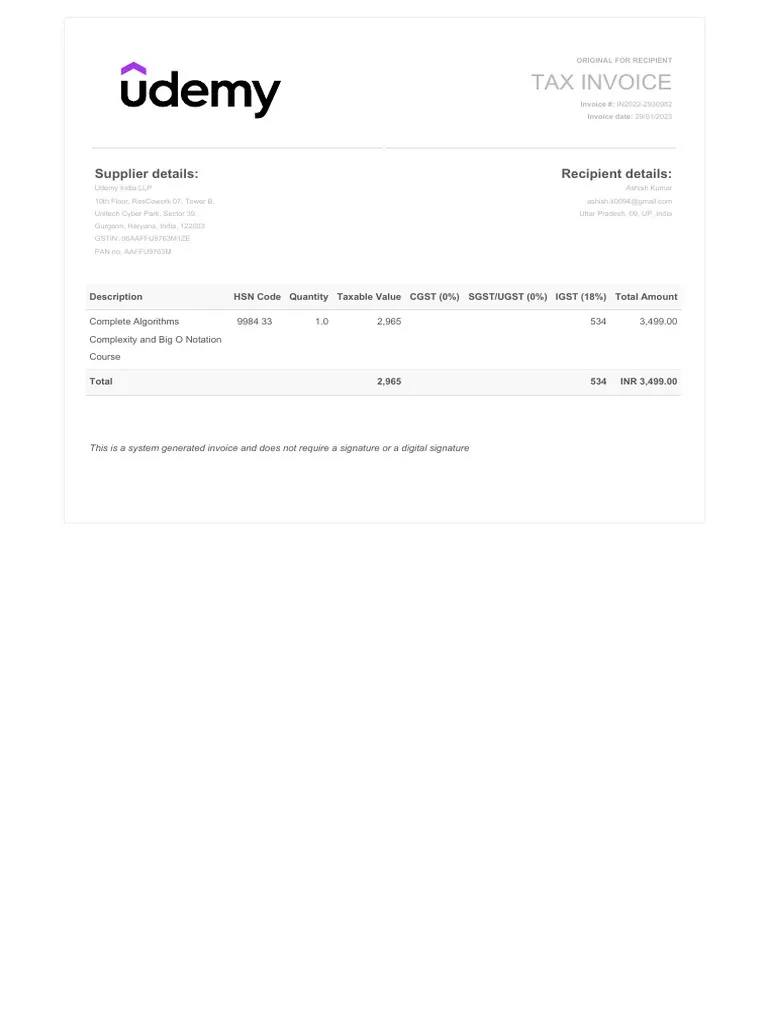 udemy
ORIGINAL FOR RECIPIENT
TAX INVOICE
Invoice #: IN2022-2930982
Invoice date: 29/01/2023
Supplier details:
Udemy India LLP
10th Floor, ResCowork 07, Tower B,
Unitech Cyber Park, Sector 39,
Gurgaon, Haryana, India, 122003
GSTIN: 06AAFFU9763M1ZE
PAN no. AAFFU9763M
Recipient details:
Ashish Kumar
Uttar Pradesh, 09, UP, India
Description HSN Code Quantity Taxable Value CGST (0%) SGST/UGST (0%) IGST (18%) Total Amount
Complete Algorithms 9984 33 1.0 2,965 534 3,499.00
Complexity and Big O Notation
Course
Total 2,965 534 INR 3,499.00
This is a system generated invoice and does not require a signature or a digital signature